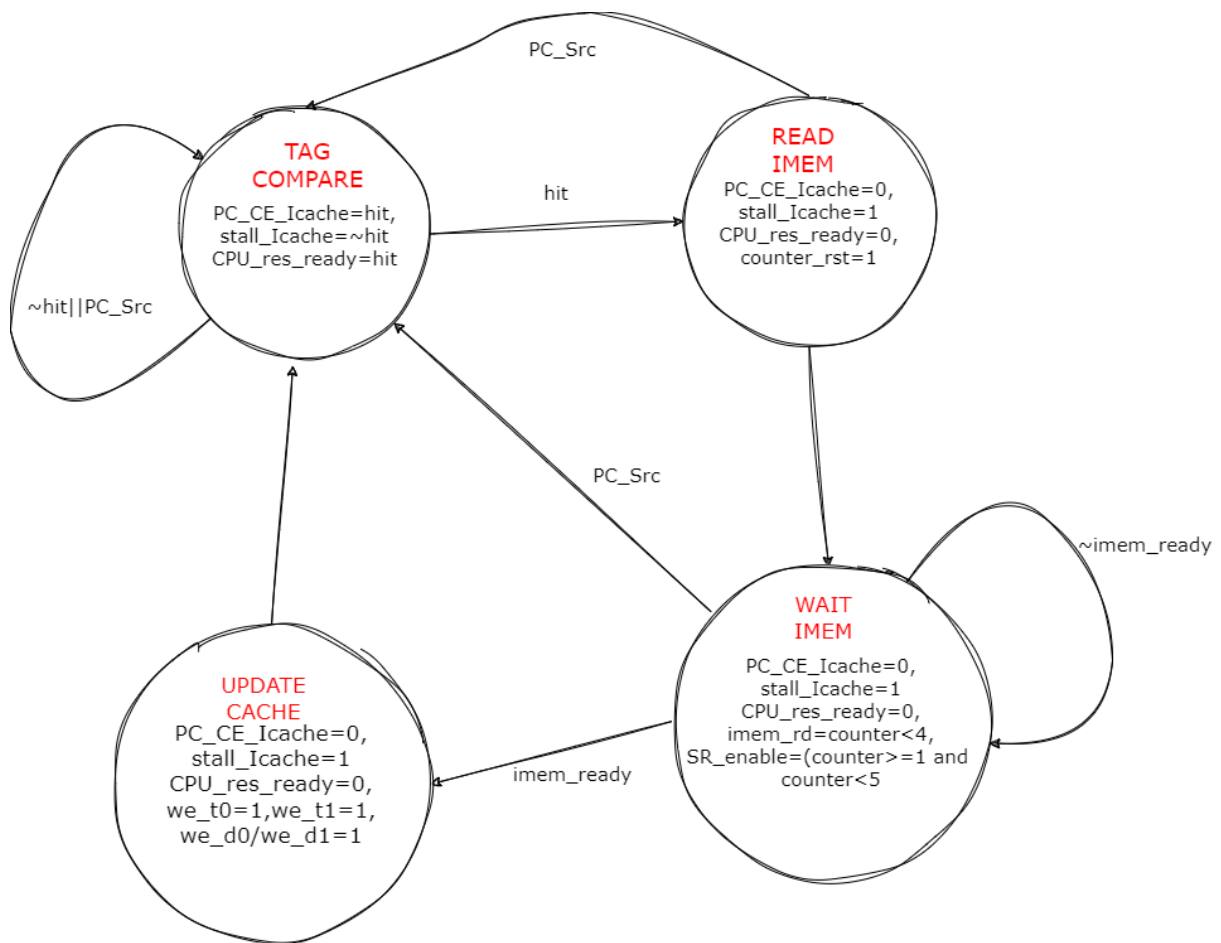 PC_Src
TAG
COMPARE
PC_CE_Icache=hit,
stall_Icache=~hit
CPU_res_ready=hit
hit
READ
IMEM
PC_CE_Icache=0,
stall_Icache=1
CPU_res_ready=0,
counter_rst=1
~hit||PC_Src
PC_Src
~imem_ready
WAIT
IMEM
PC_CE_Icache=0,
stall_Icache=1
CPU_res_ready=0,
imem_rd=counter<4,
SR_enable=(counter>=1 and
counter<5
imem_ready
UPDATE
CACHE
PC_CE_Icache=0,
stall_Icache=1
CPU_res_ready=0,
we_t0=1,we_t1=1,
we_d0/we_d1=1